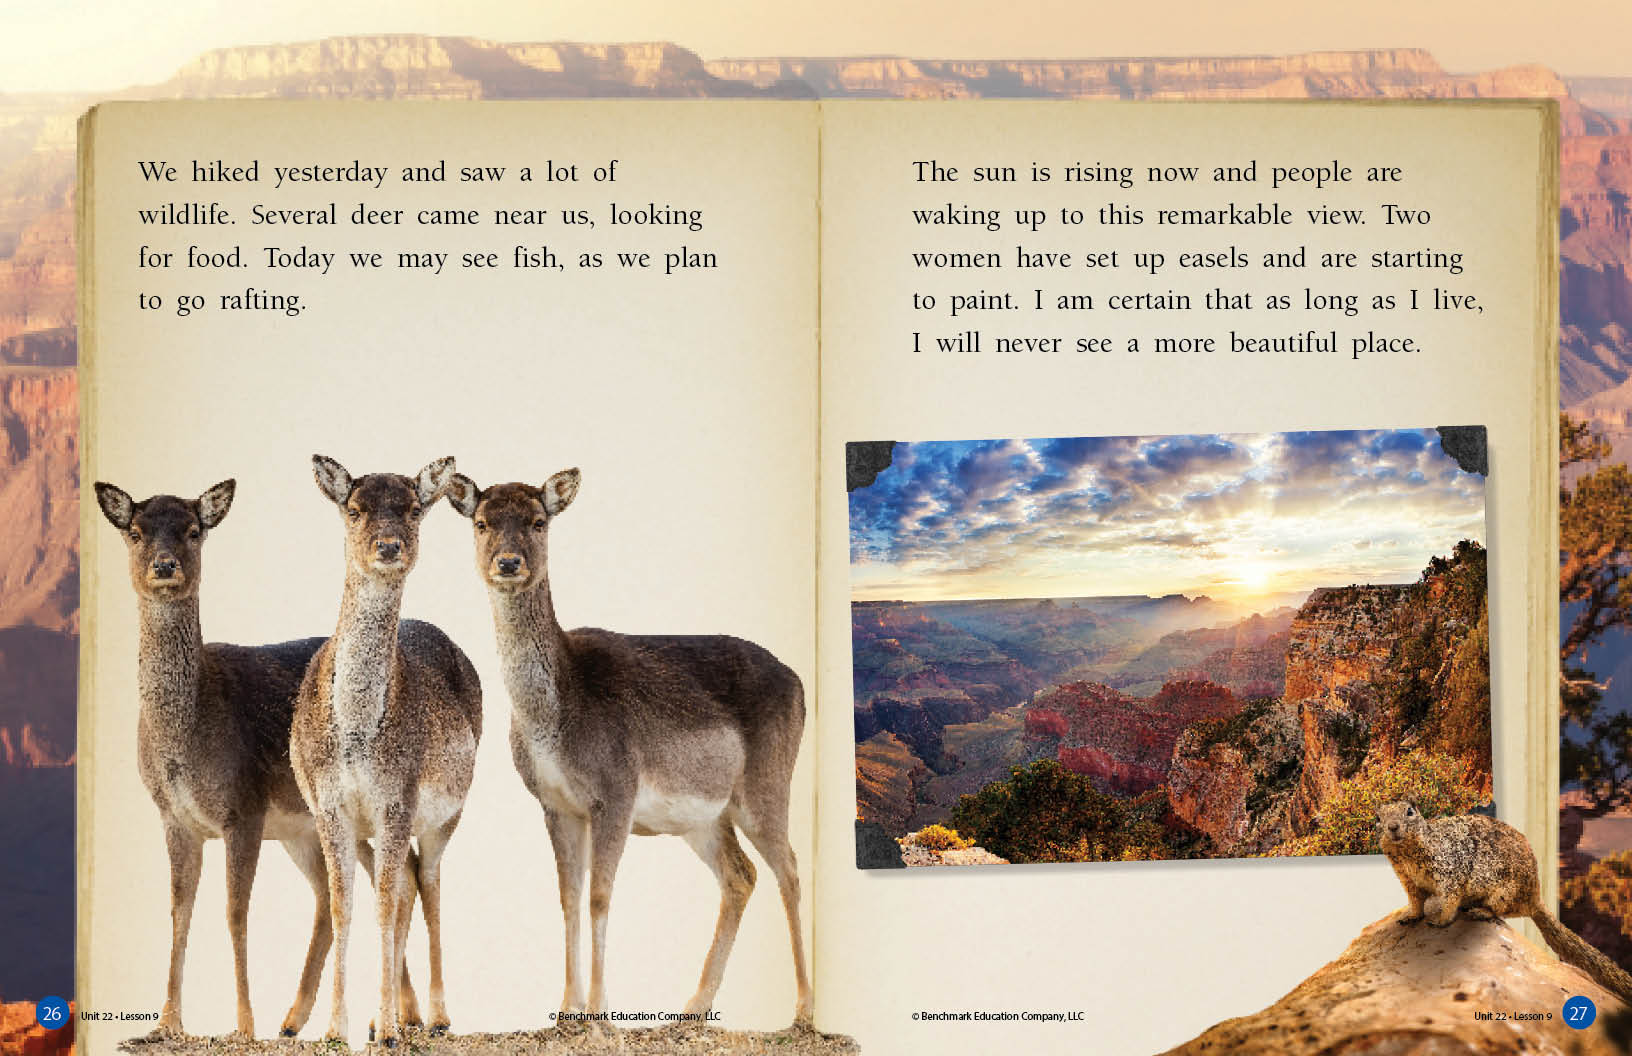 We hiked yesterday and saw a lot of
wildlife. Several deer came near us, looking
for food. Today we may see fish, as we plan
to go rafting.
26
Unit 22 • Lesson 9
© Benchmark Education Company, LLC
The sun is rising now and people are
waking up to this remarkable view. Two
women have set up easels and are starting
to paint. I am certain that as long as I live,
I will never see a more beautiful place.
© Benchmark Education Company, LLC
Unit 22 • Lesson 9
27